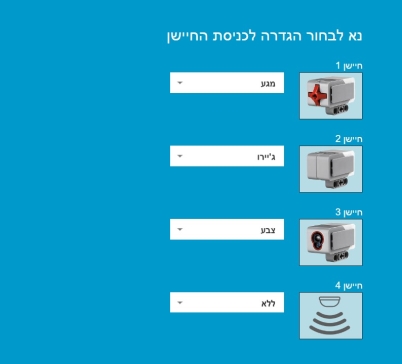 נא לבחור הגדרה לכניסת החיישן
חיישן 1
מגע
חיישן 2
ג'יירו
חיישן 3
צבע
חיישן 4
ללא